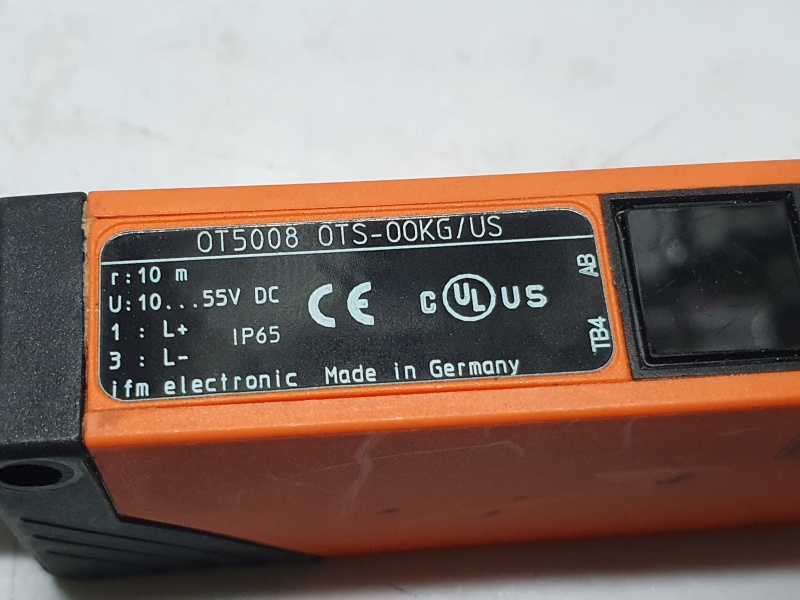 OT5008 OTS-OOKG/US
r:10 m
U:10...55V DC
1 : L+
IP65
3 : L-
CE
C UL US
AB
TB4
ifm electronic Made in Germany